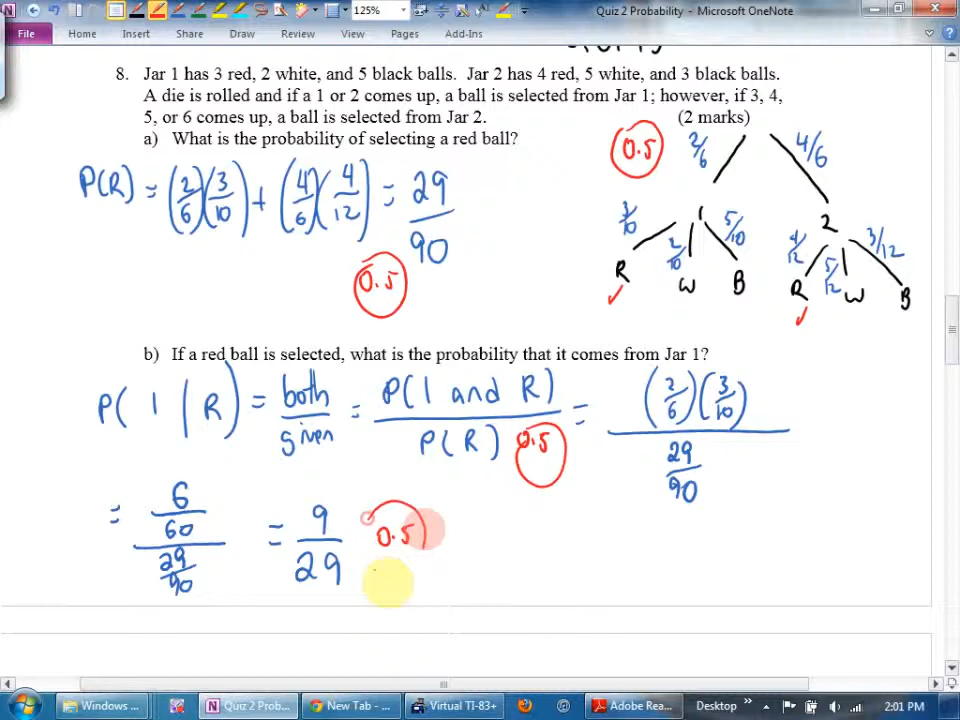 125%
Quiz 2 Probability - Microsoft OneNote
File Home Insert Share Draw Review View Pages Add-Ins
8. Jar 1 has 3 red, 2 white, and 5 black balls. Jar 2 has 4 red, 5 white, and 3 black balls.
A die is rolled and if a 1 or 2 comes up, a ball is selected from Jar 1; however, if 3, 4,
5, or 6 comes up, a ball is selected from Jar 2. (2 marks)
a) What is the probability of selecting a red ball?
0.5 2/6 4/6
P(R) = (2/6)(3/10) + (4/6)(4/12) = 29/90
1 2
3/10 2/10 5/10 4/12 5/12 3/12
R W B R W B
0.5
b) If a red ball is selected, what is the probability that it comes from Jar 1?
P( 1 | R) = both/given = P(1 and R)/P(R) = (2/6)(3/10)/(29/90)
0.5
= (6/60)/(29/90) = 9/29 0.5
Windows ... Quiz 2 Probabi... New Tab - ... Virtual TI-83+ Adobe Rea... Desktop 2:01 PM